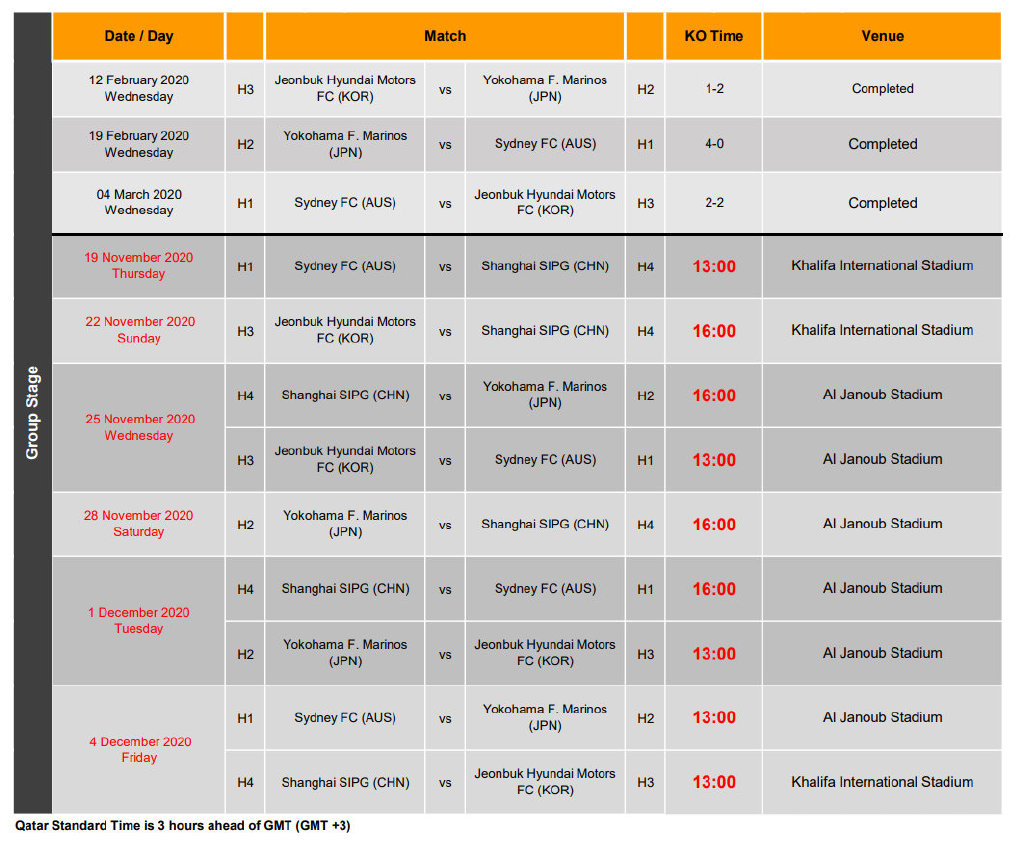 Date / Day Match KO Time Venue
Group Stage
12 February 2020
Wednesday
H3
Jeonbuk Hyundai Motors
FC (KOR)
vs
Yokohama F. Marinos
(JPN)
H2
1-2
Completed
19 February 2020
Wednesday
H2
Yokohama F. Marinos
(JPN)
vs
Sydney FC (AUS)
H1
4-0
Completed
04 March 2020
Wednesday
H1
Sydney FC (AUS)
vs
Jeonbuk Hyundai Motors
FC (KOR)
H3
2-2
Completed
19 November 2020
Thursday
H1
Sydney FC (AUS)
vs
Shanghai SIPG (CHN)
H4
13:00
Khalifa International Stadium
22 November 2020
Sunday
H3
Jeonbuk Hyundai Motors
FC (KOR)
vs
Shanghai SIPG (CHN)
H4
16:00
Khalifa International Stadium
25 November 2020
Wednesday
H4
Shanghai SIPG (CHN)
vs
Yokohama F. Marinos
(JPN)
H2
16:00
Al Janoub Stadium
H3
Jeonbuk Hyundai Motors
FC (KOR)
vs
Sydney FC (AUS)
H1
13:00
Al Janoub Stadium
28 November 2020
Saturday
H2
Yokohama F. Marinos
(JPN)
vs
Shanghai SIPG (CHN)
H4
16:00
Al Janoub Stadium
1 December 2020
Tuesday
H4
Shanghai SIPG (CHN)
vs
Sydney FC (AUS)
H1
16:00
Al Janoub Stadium
H2
Yokohama F. Marinos
(JPN)
vs
Jeonbuk Hyundai Motors
FC (KOR)
H3
13:00
Al Janoub Stadium
4 December 2020
Friday
H1
Sydney FC (AUS)
vs
Yokohama F. Marinos
(JPN)
H2
13:00
Al Janoub Stadium
H4
Shanghai SIPG (CHN)
vs
Jeonbuk Hyundai Motors
FC (KOR)
H3
13:00
Khalifa International Stadium
Qatar Standard Time is 3 hours ahead of GMT (GMT +3)